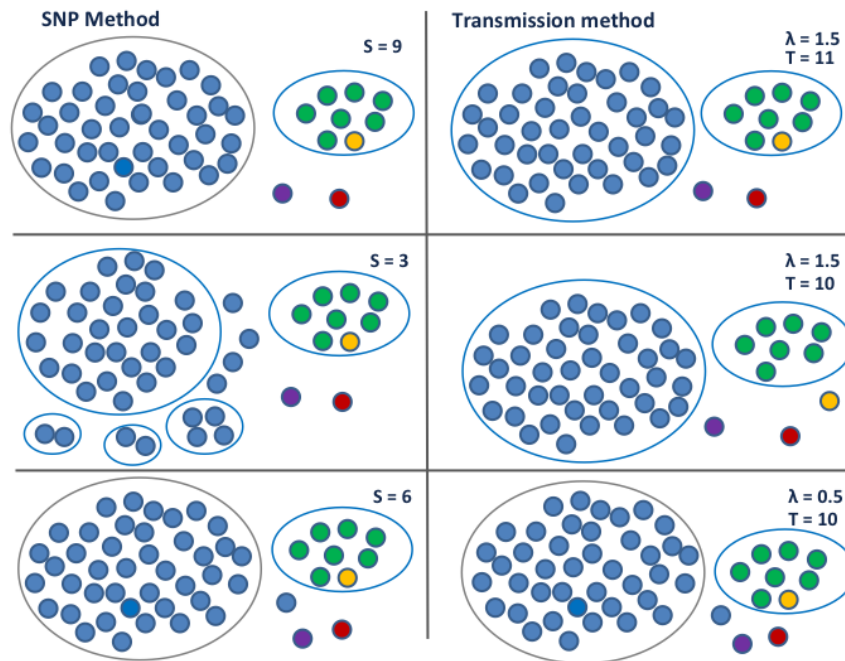 SNP Method
Transmission method
S = 9
λ = 1.5
T = 11
S = 3
λ = 1.5
T = 10
S = 6
λ = 0.5
T = 10